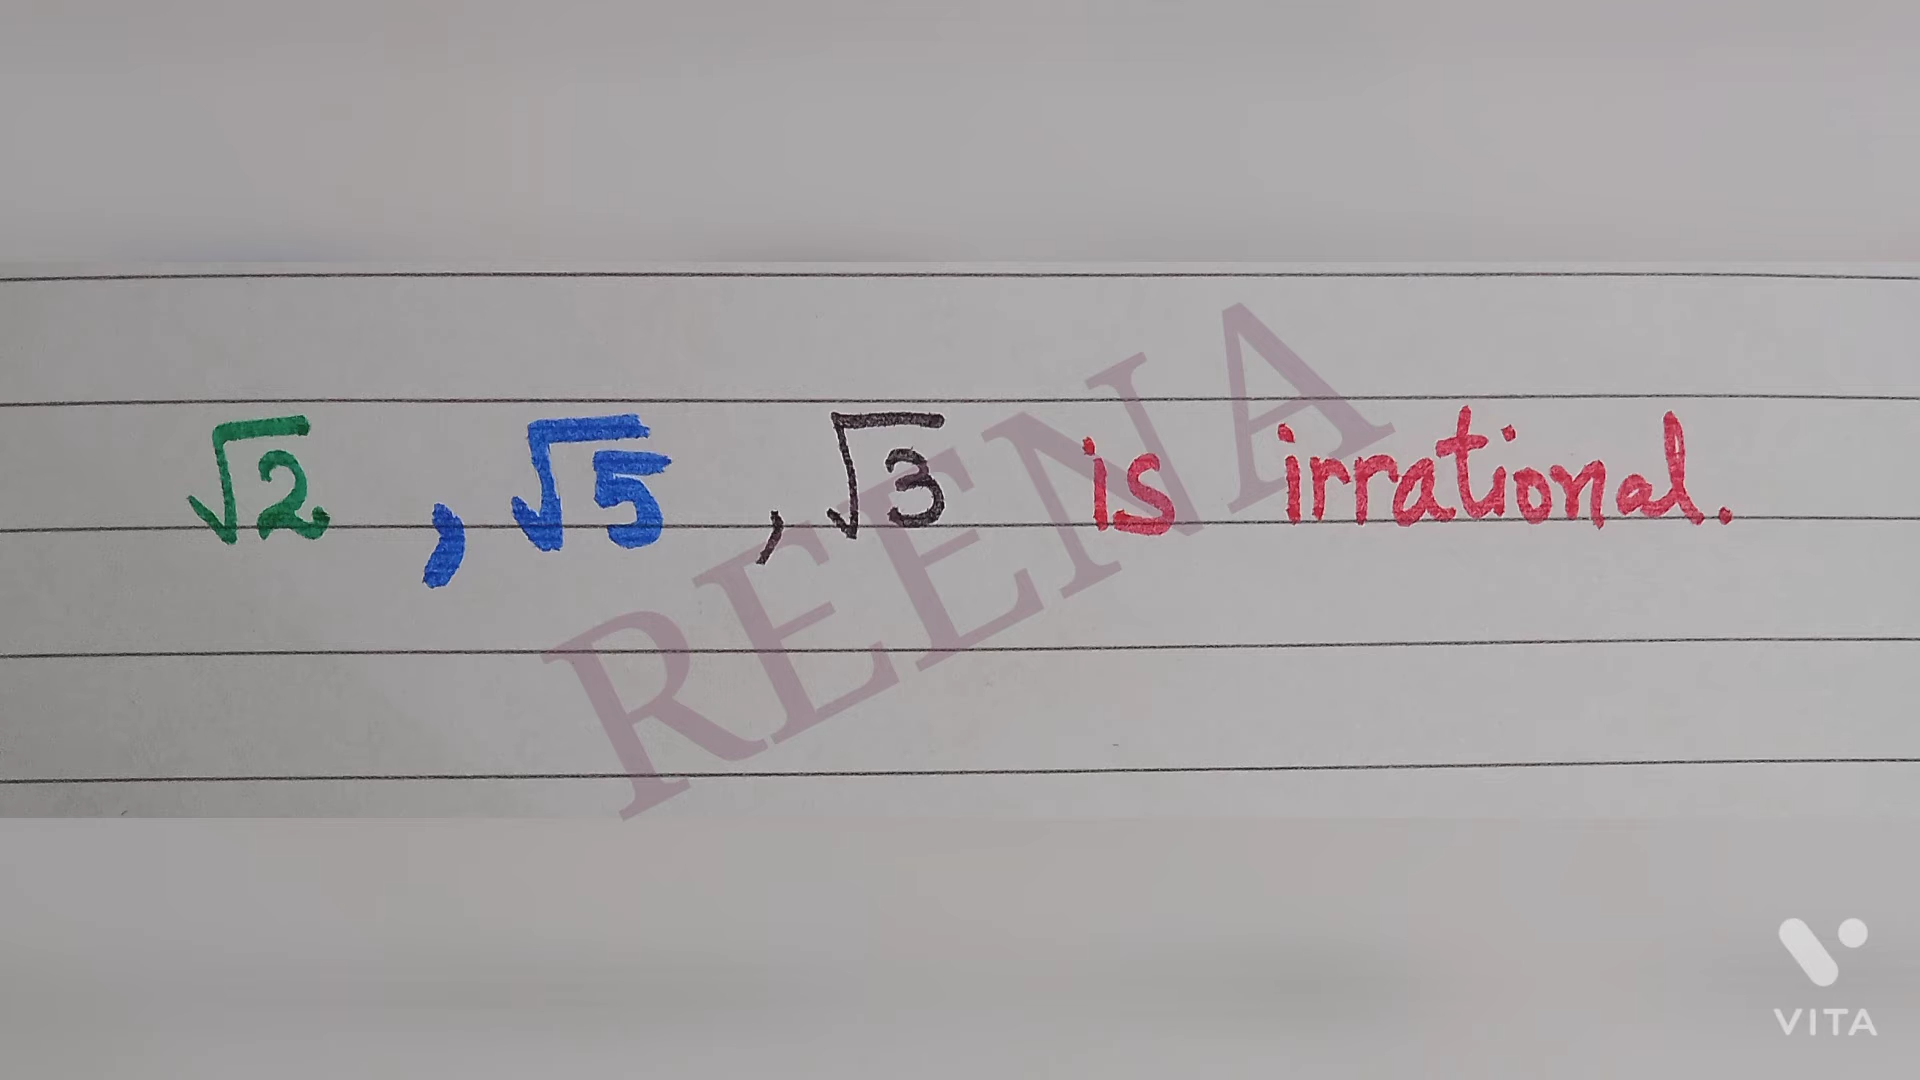 √2 , √5 , √3 is irrational.
REENA
VITA